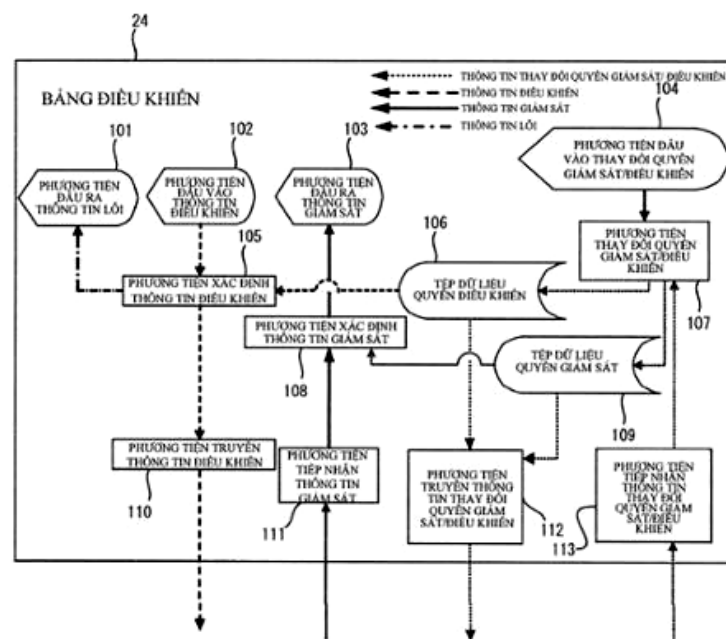 24
BẢNG ĐIỀU KHIỂN
THÔNG TIN THAY ĐỔI QUYỀN GIÁM SÁT/ ĐIỀU KHIỂN
THÔNG TIN ĐIỀU KHIỂN
THÔNG TIN GIÁM SÁT
THÔNG TIN LỖI
101
102
103
104
PHƯƠNG TIỆN
ĐẦU RA
THÔNG TIN LỖI
PHƯƠNG TIỆN
ĐẦU VÀO
THÔNG TIN
ĐIỀU KHIỂN
PHƯƠNG TIỆN
ĐẦU RA
THÔNG TIN
GIÁM SÁT
PHƯƠNG TIỆN ĐẦU
VÀO THAY ĐỔI QUYỀN
GIÁM SÁT/ĐIỀU KHIỂN
105
PHƯƠNG TIỆN XÁC ĐỊNH
THÔNG TIN ĐIỀU KHIỂN
106
TỆP DỮ LIỆU
QUYỀN ĐIỀU KHIỂN
PHƯƠNG TIỆN
THAY ĐỔI QUYỀN
GIÁM SÁT/ĐIỀU
KHIỂN
107
PHƯƠNG TIỆN XÁC ĐỊNH
THÔNG TIN GIÁM SÁT
108
TỆP DỮ LIỆU
QUYỀN GIÁM SÁT
109
PHƯƠNG TIỆN TRUYỀN
THÔNG TIN ĐIỀU KHIỂN
110
PHƯƠNG TIỆN
TIẾP NHẬN
THÔNG TIN
GIÁM SÁT
111
PHƯƠNG TIỆN
TRUYỀN THÔNG
TIN THAY ĐỔI
QUYỀN GIÁM
SÁT/ĐIỀU KHIỂN
112
PHƯƠNG TIỆN
TIẾP NHẬN
THÔNG TIN
THAY ĐỔI
QUYỀN GIÁM
SÁT/ĐIỀU
KHIỂN
113